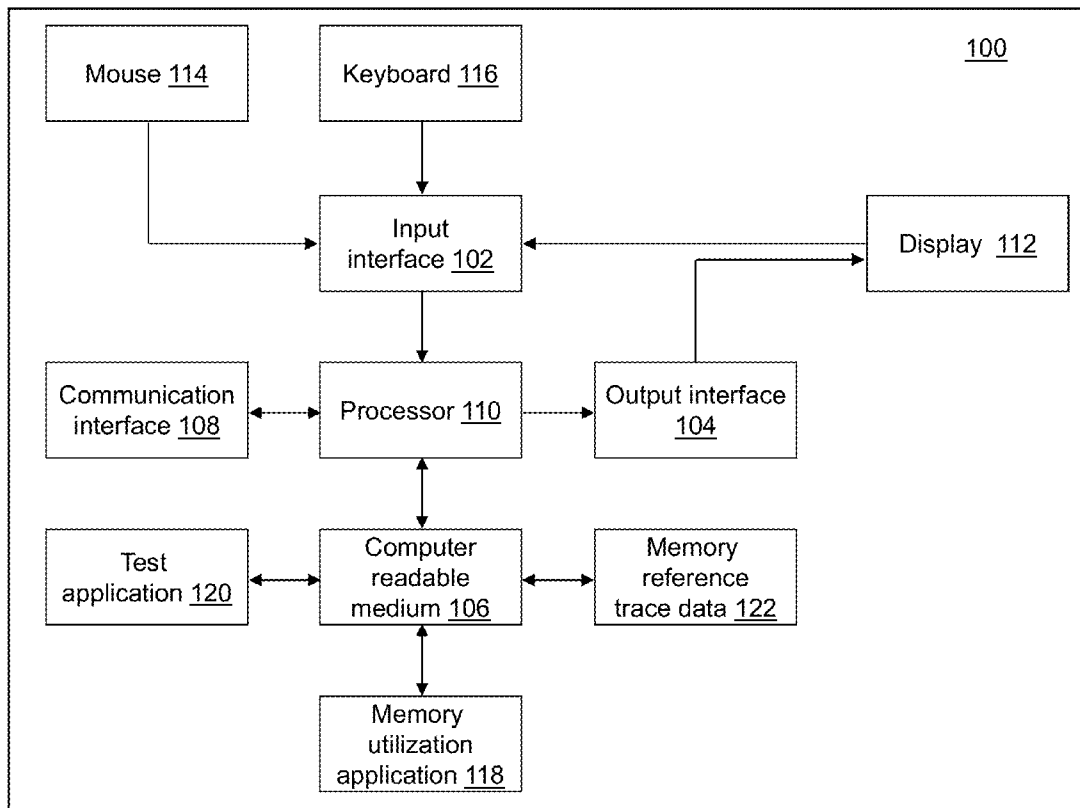 100
Mouse 114
Keyboard 116
Input
interface 102
Display 112
Communication
interface 108
Processor 110
Output interface
104
Test
application 120
Computer
readable
medium 106
Memory
reference
trace data 122
Memory
utilization
application 118